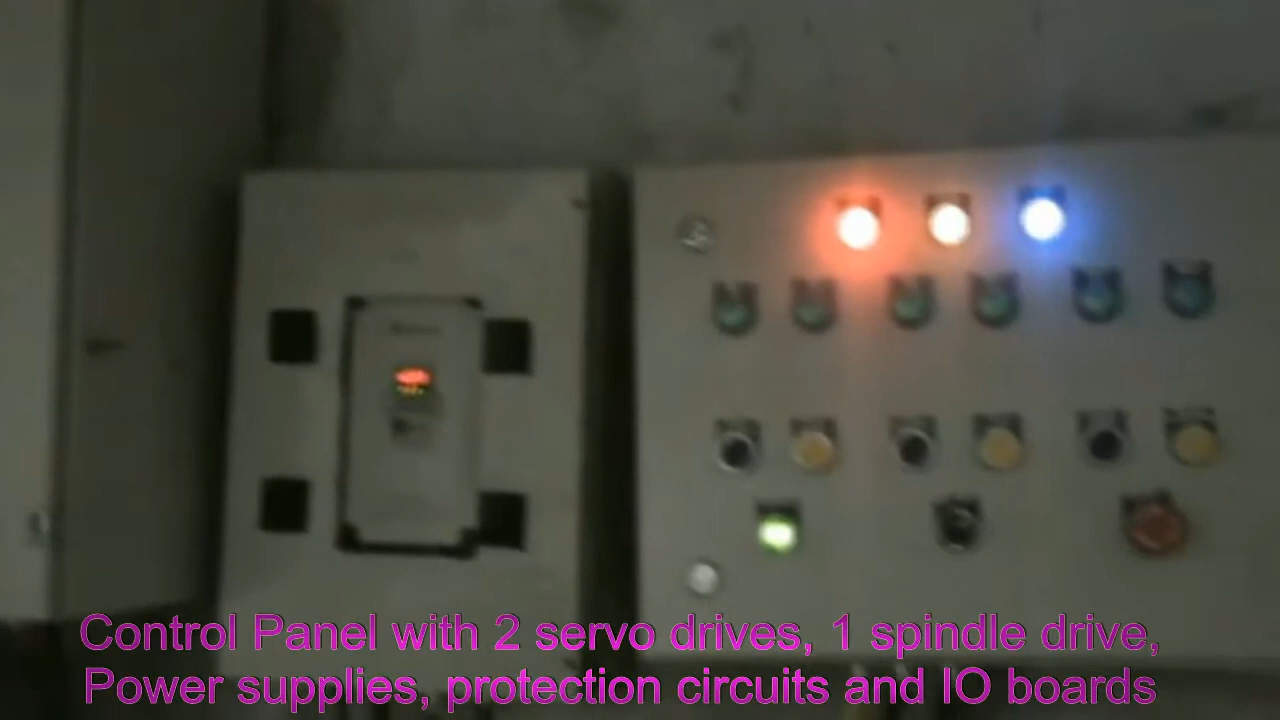 Control Panel with 2 servo drives, 1 spindle drive,
Power supplies, protection circuits and IO boards